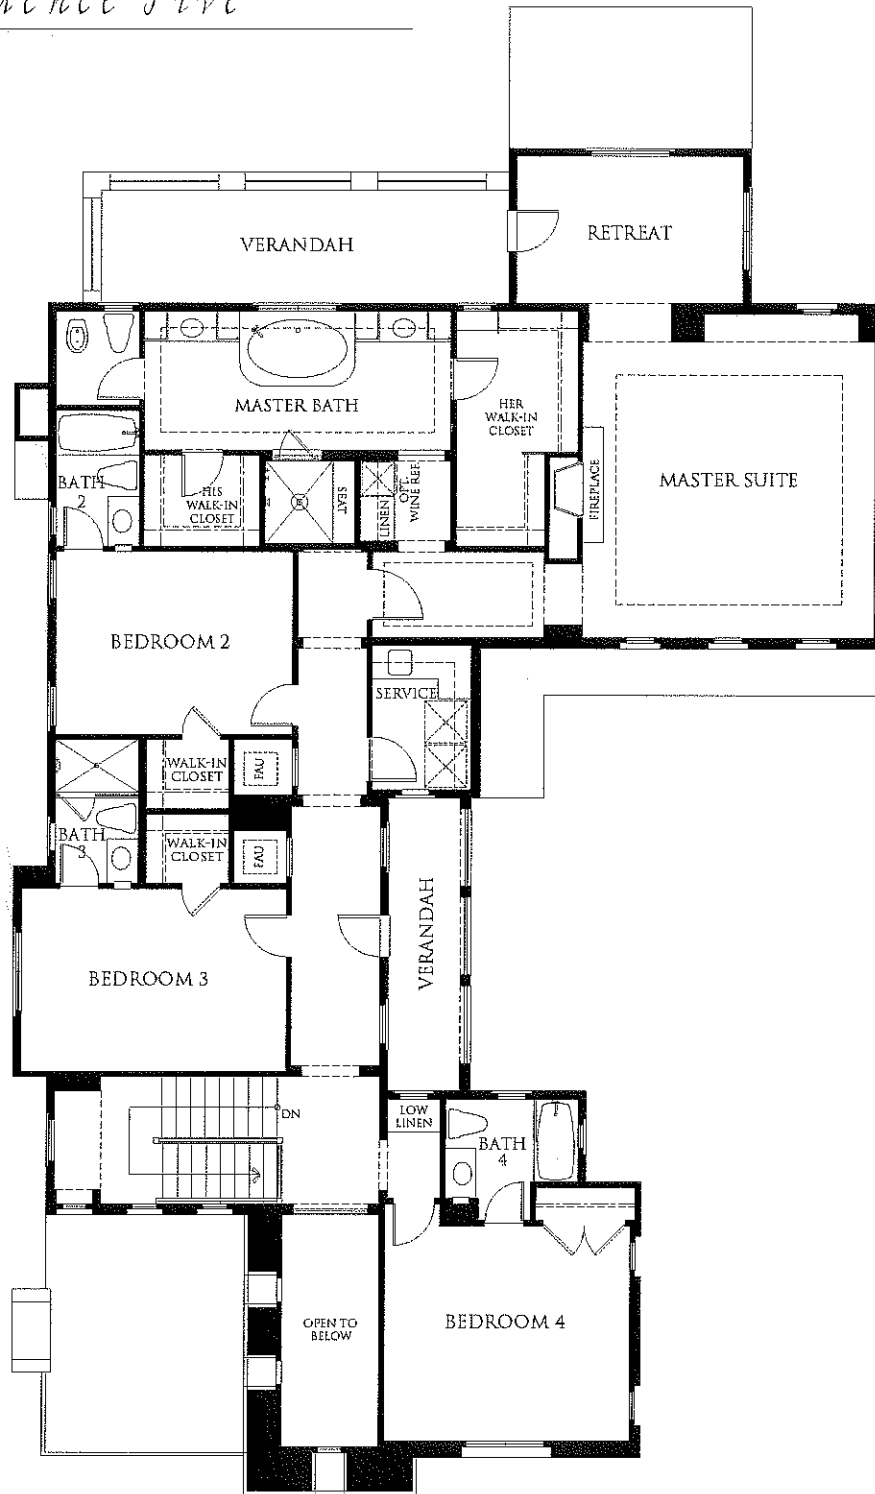 Five
VERANDAH
RETREAT
MASTER BATH
HER
WALK-IN
CLOSET
MASTER SUITE
FIREPLACE
BATH
2
HIS
WALK-IN
CLOSET
SEAT
LINEN
OPT.
WINE REF.
BEDROOM 2
SERVICE
WALK-IN
CLOSET
FAU
BATH
3
WALK-IN
CLOSET
FAU
VERANDAH
BEDROOM 3
DN
LOW
LINEN
BATH
4
OPEN TO
BELOW
BEDROOM 4